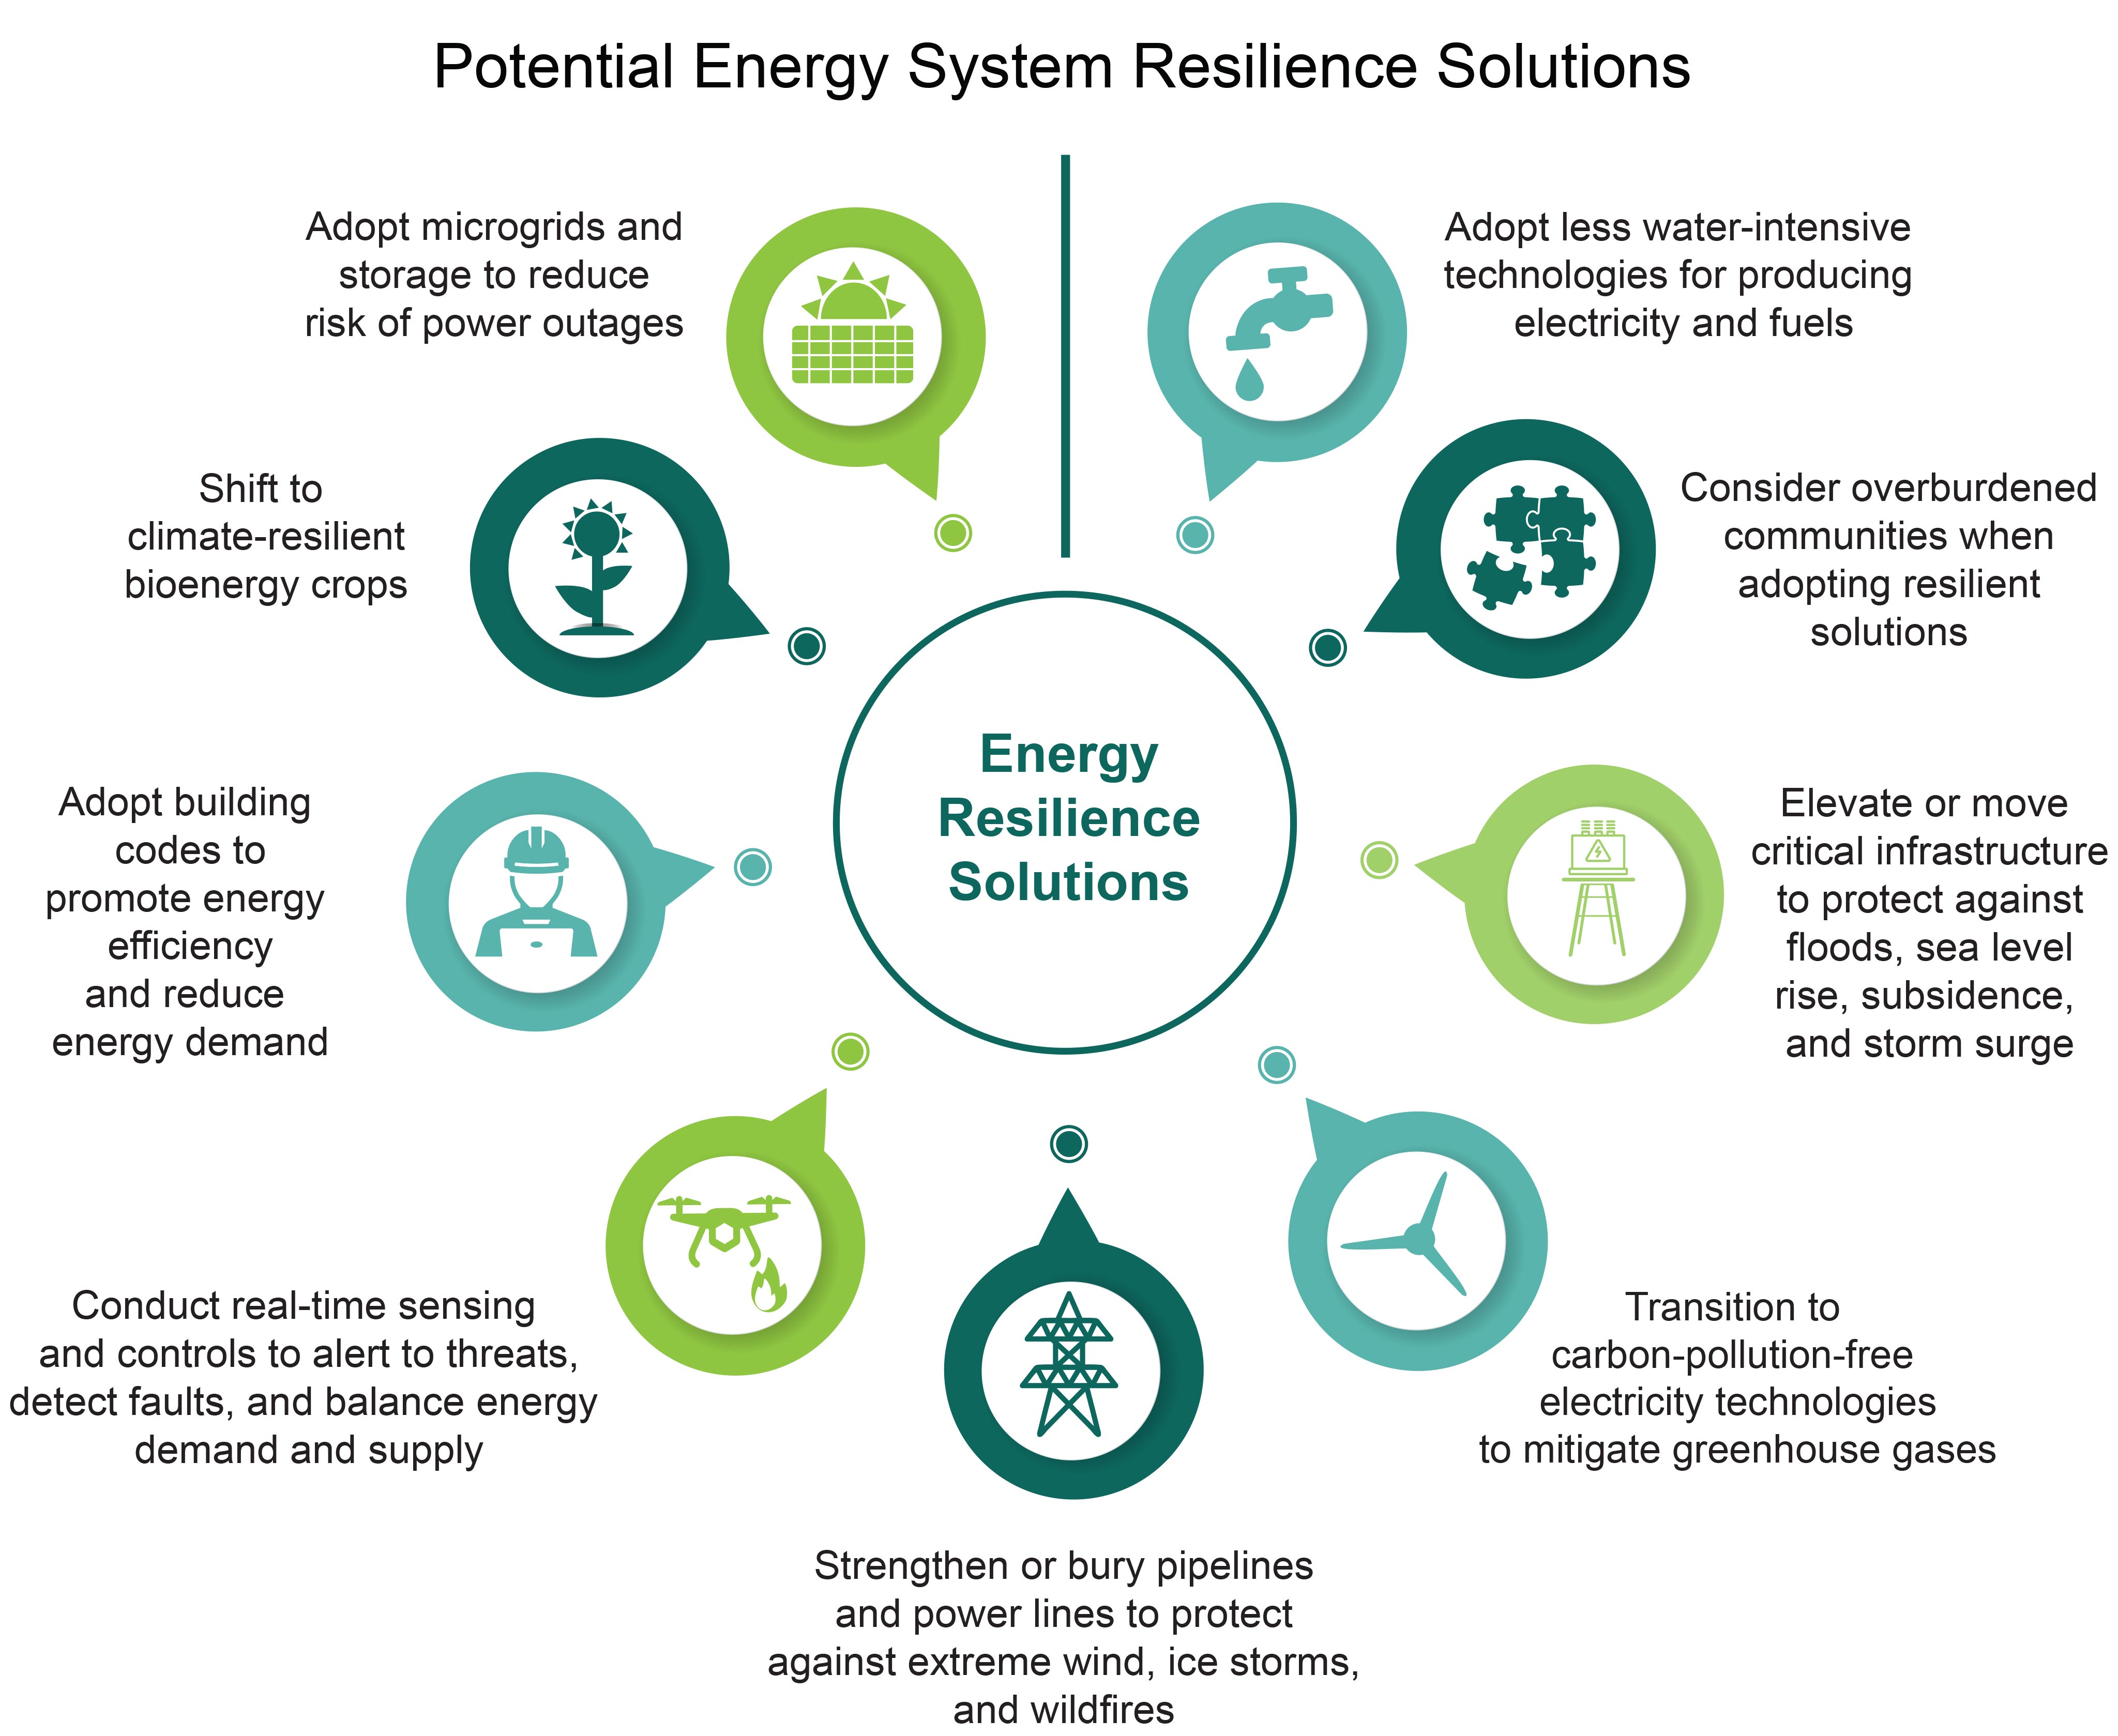 Potential Energy System Resilience Solutions
Adopt microgrids and
storage to reduce
risk of power outages
Adopt less water-intensive
technologies for producing
electricity and fuels
Shift to
climate-resilient
bioenergy crops
Consider overburdened
communities when
adopting resilient
solutions
Energy
Resilience
Solutions
Adopt building
codes to
promote energy
efficiency
and reduce
energy demand
Elevate or move
critical infrastructure
to protect against
floods, sea level
rise, subsidence,
and storm surge
Conduct real-time sensing
and controls to alert to threats,
detect faults, and balance energy
demand and supply
Transition to
carbon-pollution-free
electricity technologies
to mitigate greenhouse gases
Strengthen or bury pipelines
and power lines to protect
against extreme wind, ice storms,
and wildfires